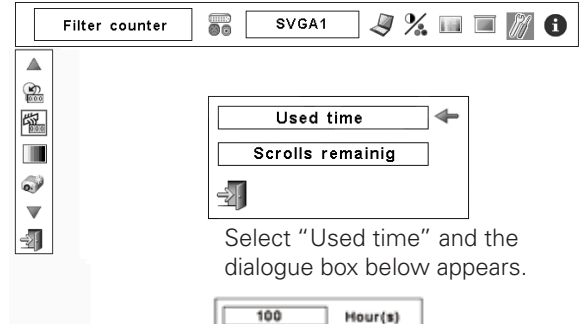 Filter counter
SVGA1
Used time
Scrolls remainig
Select “Used time” and the
dialogue box below appears.
100 Hour(s)